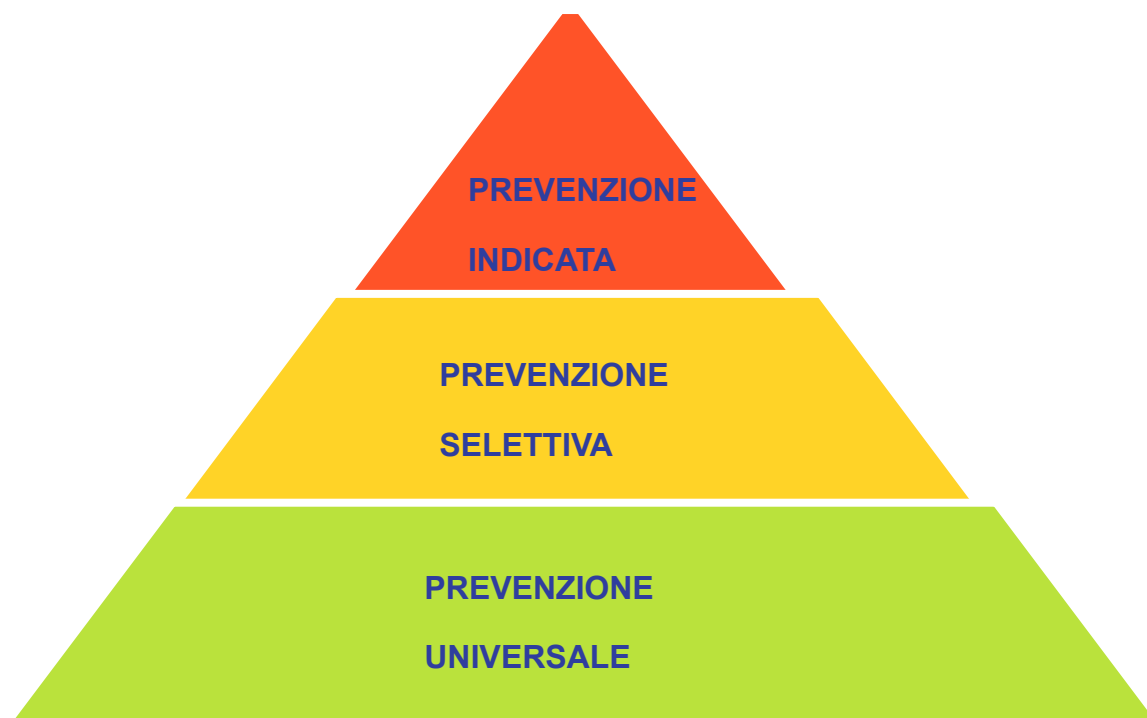 PREVENZIONE
INDICATA
PREVENZIONE
SELETTIVA
PREVENZIONE
UNIVERSALE